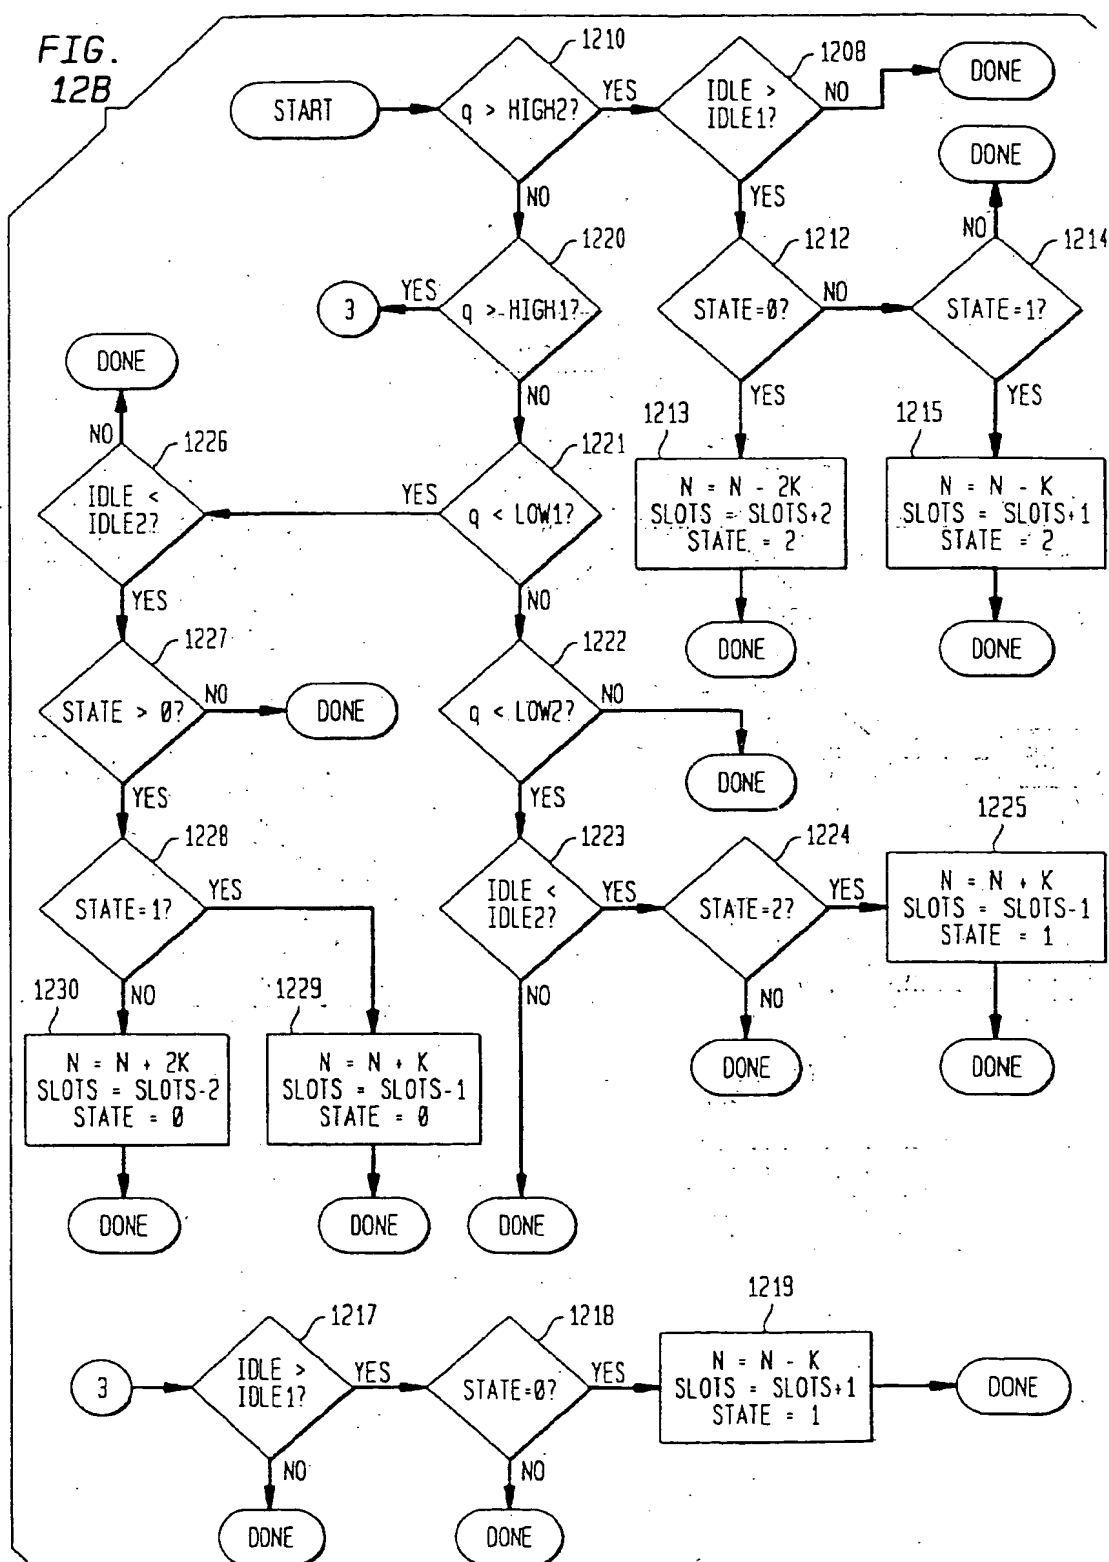 FIG.
12B
1210
1208
START
q > HIGH2?
YES
IDLE >
IDLE1?
NO
DONE
DONE
NO
YES
NO
1220
1212
1214
3
YES
q > HIGH1?
STATE=0?
NO
STATE=1?
DONE
NO
YES
YES
NO
1226
1221
1213
1215
IDLE <
IDLE2?
YES
q < LOW1?
N = N - 2K
SLOTS = SLOTS+2
STATE = 2
N = N - K
SLOTS = SLOTS+1
STATE = 2
YES
NO
1227
1222
DONE
DONE
STATE > 0?
NO
DONE
q < LOW2?
NO
DONE
YES
YES
1228
1223
1224
1225
STATE=1?
YES
IDLE <
IDLE2?
YES
STATE=2?
YES
N = N + K
SLOTS = SLOTS-1
STATE = 1
NO
NO
NO
1230
1229
N = N + 2K
SLOTS = SLOTS-2
STATE = 0
N = N + K
SLOTS = SLOTS-1
STATE = 0
DONE
DONE
DONE
DONE
DONE
1217
1218
1219
3
IDLE >
IDLE1?
YES
STATE=0?
YES
N = N - K
SLOTS = SLOTS+1
STATE = 1
DONE
NO
NO
DONE
DONE